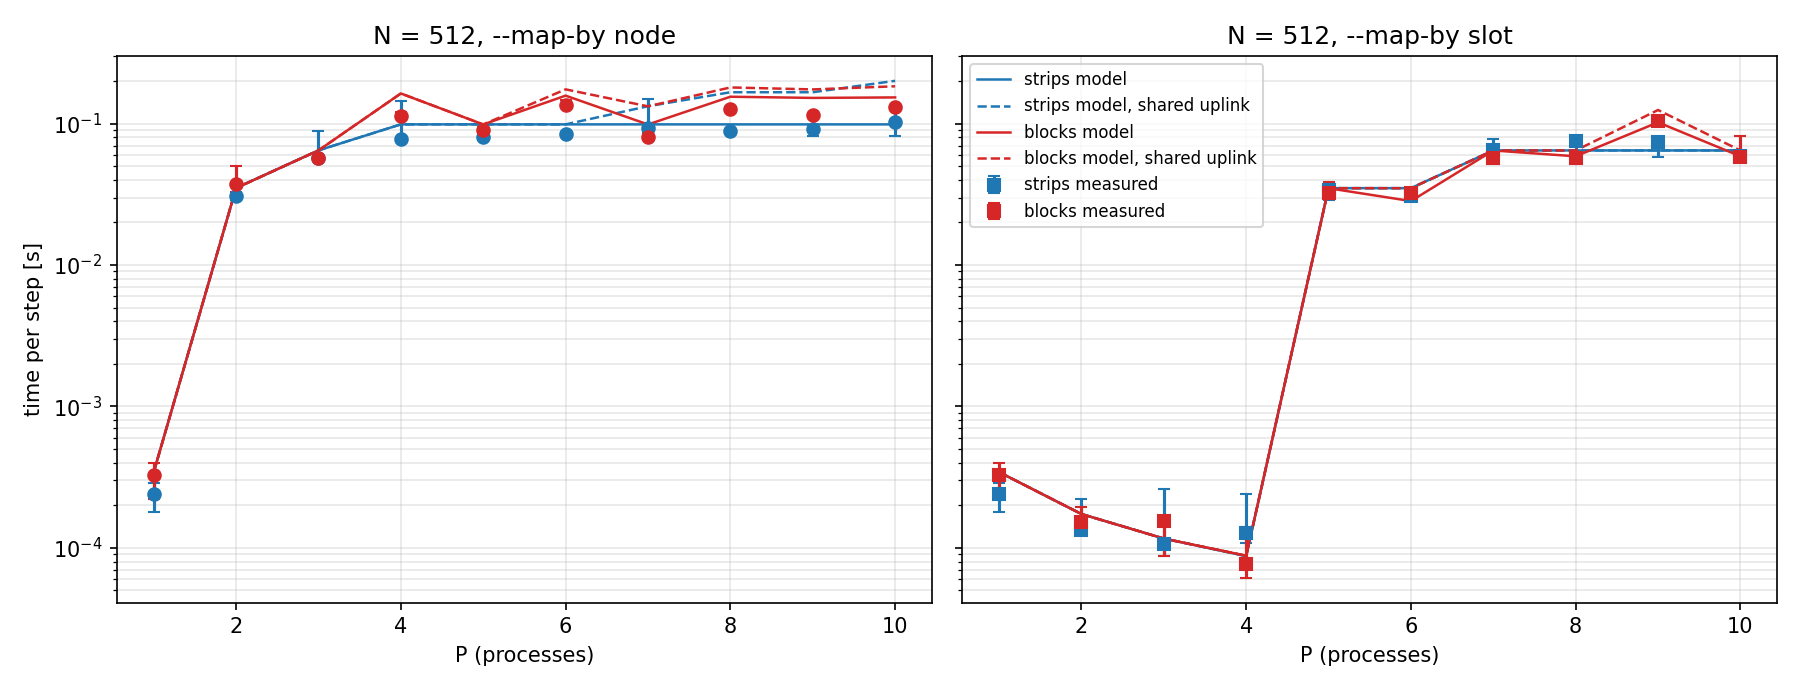 N = 512, --map-by node
N = 512, --map-by slot
time per step [s]
10⁻¹
10⁻²
10⁻³
10⁻⁴
2
4
6
8
10
P (processes)
strips model
strips model, shared uplink
blocks model
blocks model, shared uplink
strips measured
blocks measured
2
4
6
8
10
P (processes)